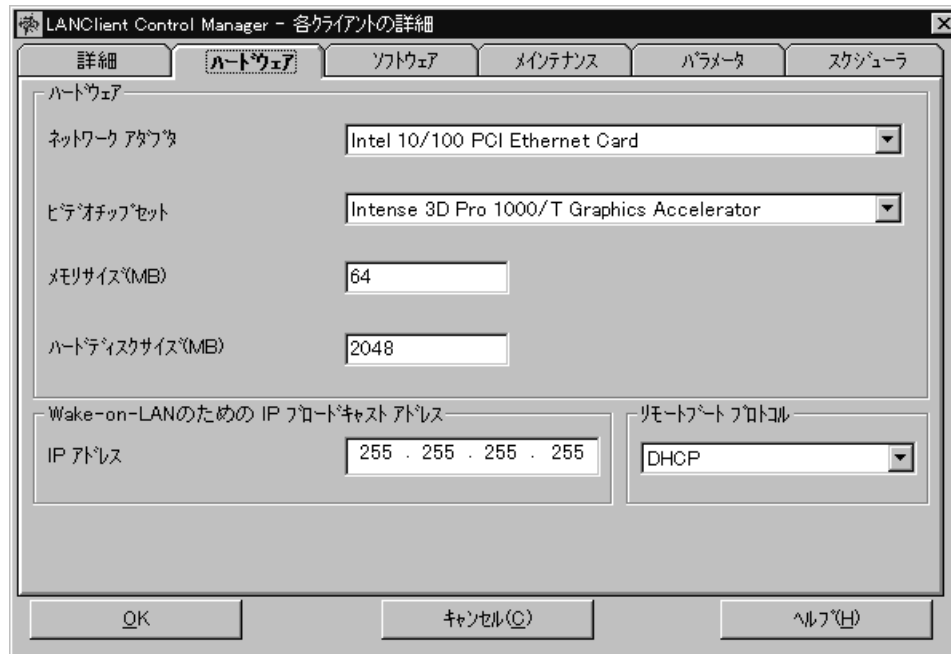 LANClient Control Manager - 各ｸﾗｲｱﾝﾄの詳細
詳細
ﾊｰﾄﾞｳｪｱ
ｿﾌﾄｳｪｱ
ﾒｲﾝﾃﾅﾝｽ
ﾊﾟﾗﾒｰﾀ
ｽｹｼﾞｭｰﾗ
ﾊｰﾄﾞｳｪｱ
ﾈｯﾄﾜｰｸ ｱﾀﾞﾌﾟﾀ
Intel 10/100 PCI Ethernet Card
ﾋﾞﾃﾞｵﾁｯﾌﾟｾｯﾄ
Intense 3D Pro 1000/T Graphics Accelerator
ﾒﾓﾘｻｲｽﾞ(MB)
64
ﾊｰﾄﾞﾃﾞｨｽｸｻｲｽﾞ(MB)
2048
Wake-on-LANのための IP ﾌﾞﾛｰﾄﾞｷｬｽﾄ ｱﾄﾞﾚｽ
IP ｱﾄﾞﾚｽ
255 . 255 . 255 . 255
ﾘﾓｰﾄﾌﾞｰﾄ ﾌﾟﾛﾄｺﾙ
DHCP
OK
ｷｬﾝｾﾙ(C)
ﾍﾙﾌﾟ(H)